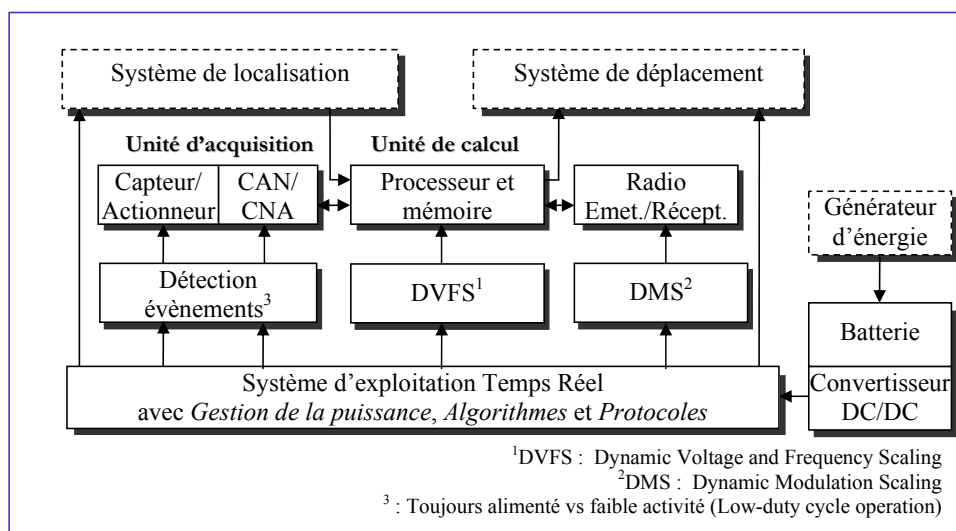 Système de localisation
Système de déplacement
Unité d'acquisition
Unité de calcul
Capteur/
Actionneur
CAN/
CNA
Processeur et
mémoire
Radio
Emet./Récept.
Générateur
d'énergie
Détection
évènements³
DVFS¹
DMS²
Batterie
Convertisseur
DC/DC
Système d'exploitation Temps Réel
avec Gestion de la puissance, Algorithmes et Protocoles
¹DVFS : Dynamic Voltage and Frequency Scaling
²DMS : Dynamic Modulation Scaling
³ : Toujours alimenté vs faible activité (Low-duty cycle operation)